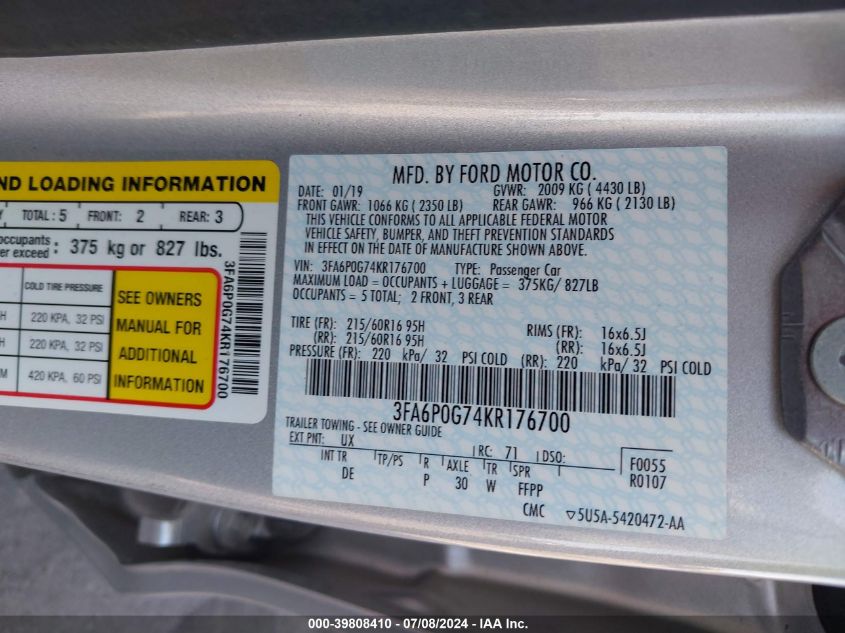 ND LOADING INFORMATION
TOTAL: 5 FRONT: 2 REAR: 3
occupants
er exceed : 375 kg or 827 lbs.
COLD TIRE PRESSURE
220 KPA, 32 PSI
220 KPA, 32 PSI
420 KPA, 60 PSI
SEE OWNERS
MANUAL FOR
ADDITIONAL
INFORMATION
3FA6P0G74KR176700
MFD. BY FORD MOTOR CO.
DATE: 01/19 GVWR: 2009 KG ( 4430 LB)
FRONT GAWR: 1066 KG ( 2350 LB) REAR GAWR: 966 KG ( 2130 LB)
THIS VEHICLE CONFORMS TO ALL APPLICABLE FEDERAL MOTOR
VEHICLE SAFETY, BUMPER, AND THEFT PREVENTION STANDARDS
IN EFFECT ON THE DATE OF MANUFACTURE SHOWN ABOVE.
VIN: 3FA6P0G74KR176700 TYPE: Passenger Car
MAXIMUM LOAD = OCCUPANTS + LUGGAGE = 375KG/ 827LB
OCCUPANTS = 5 TOTAL; 2 FRONT, 3 REAR
TIRE (FR): 215/60R16 95H RIMS (FR): 16x6.5J
(RR): 215/60R16 95H (RR): 16x6.5J
PRESSURE (FR): 220 kPa/ 32 PSI COLD (RR): 220 kPa/ 32 PSI COLD
3FA6P0G74KR176700
TRAILER TOWING - SEE OWNER GUIDE
EXT PNT: UX RC: 71 DSO: F0055
INT TR TP/PS R AXLE TR SPR R0107
DE P 30 W FFPP
CMC ▽5U5A-5420472-AA
000-39808410 - 07/08/2024 - IAA Inc.